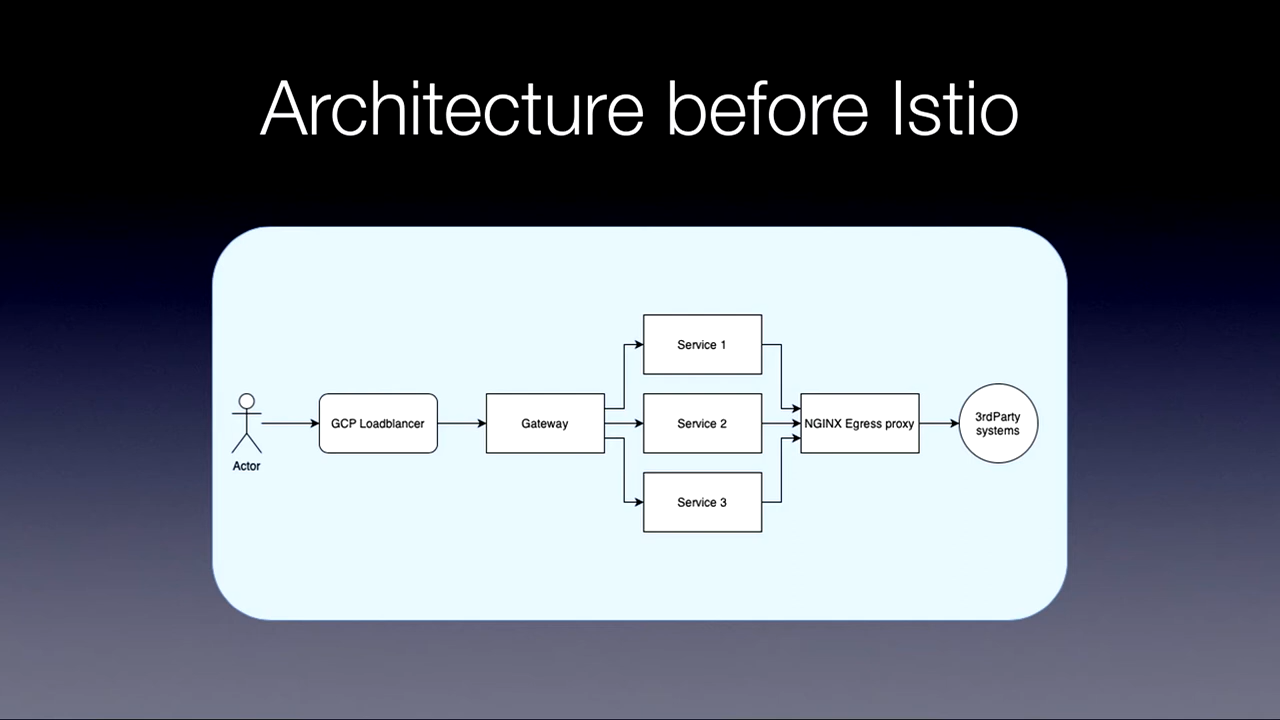 Architecture before Istio
Service 1
Actor
GCP Loadblancer
Gateway
Service 2
NGINX Egress proxy
3rdParty
systems
Service 3